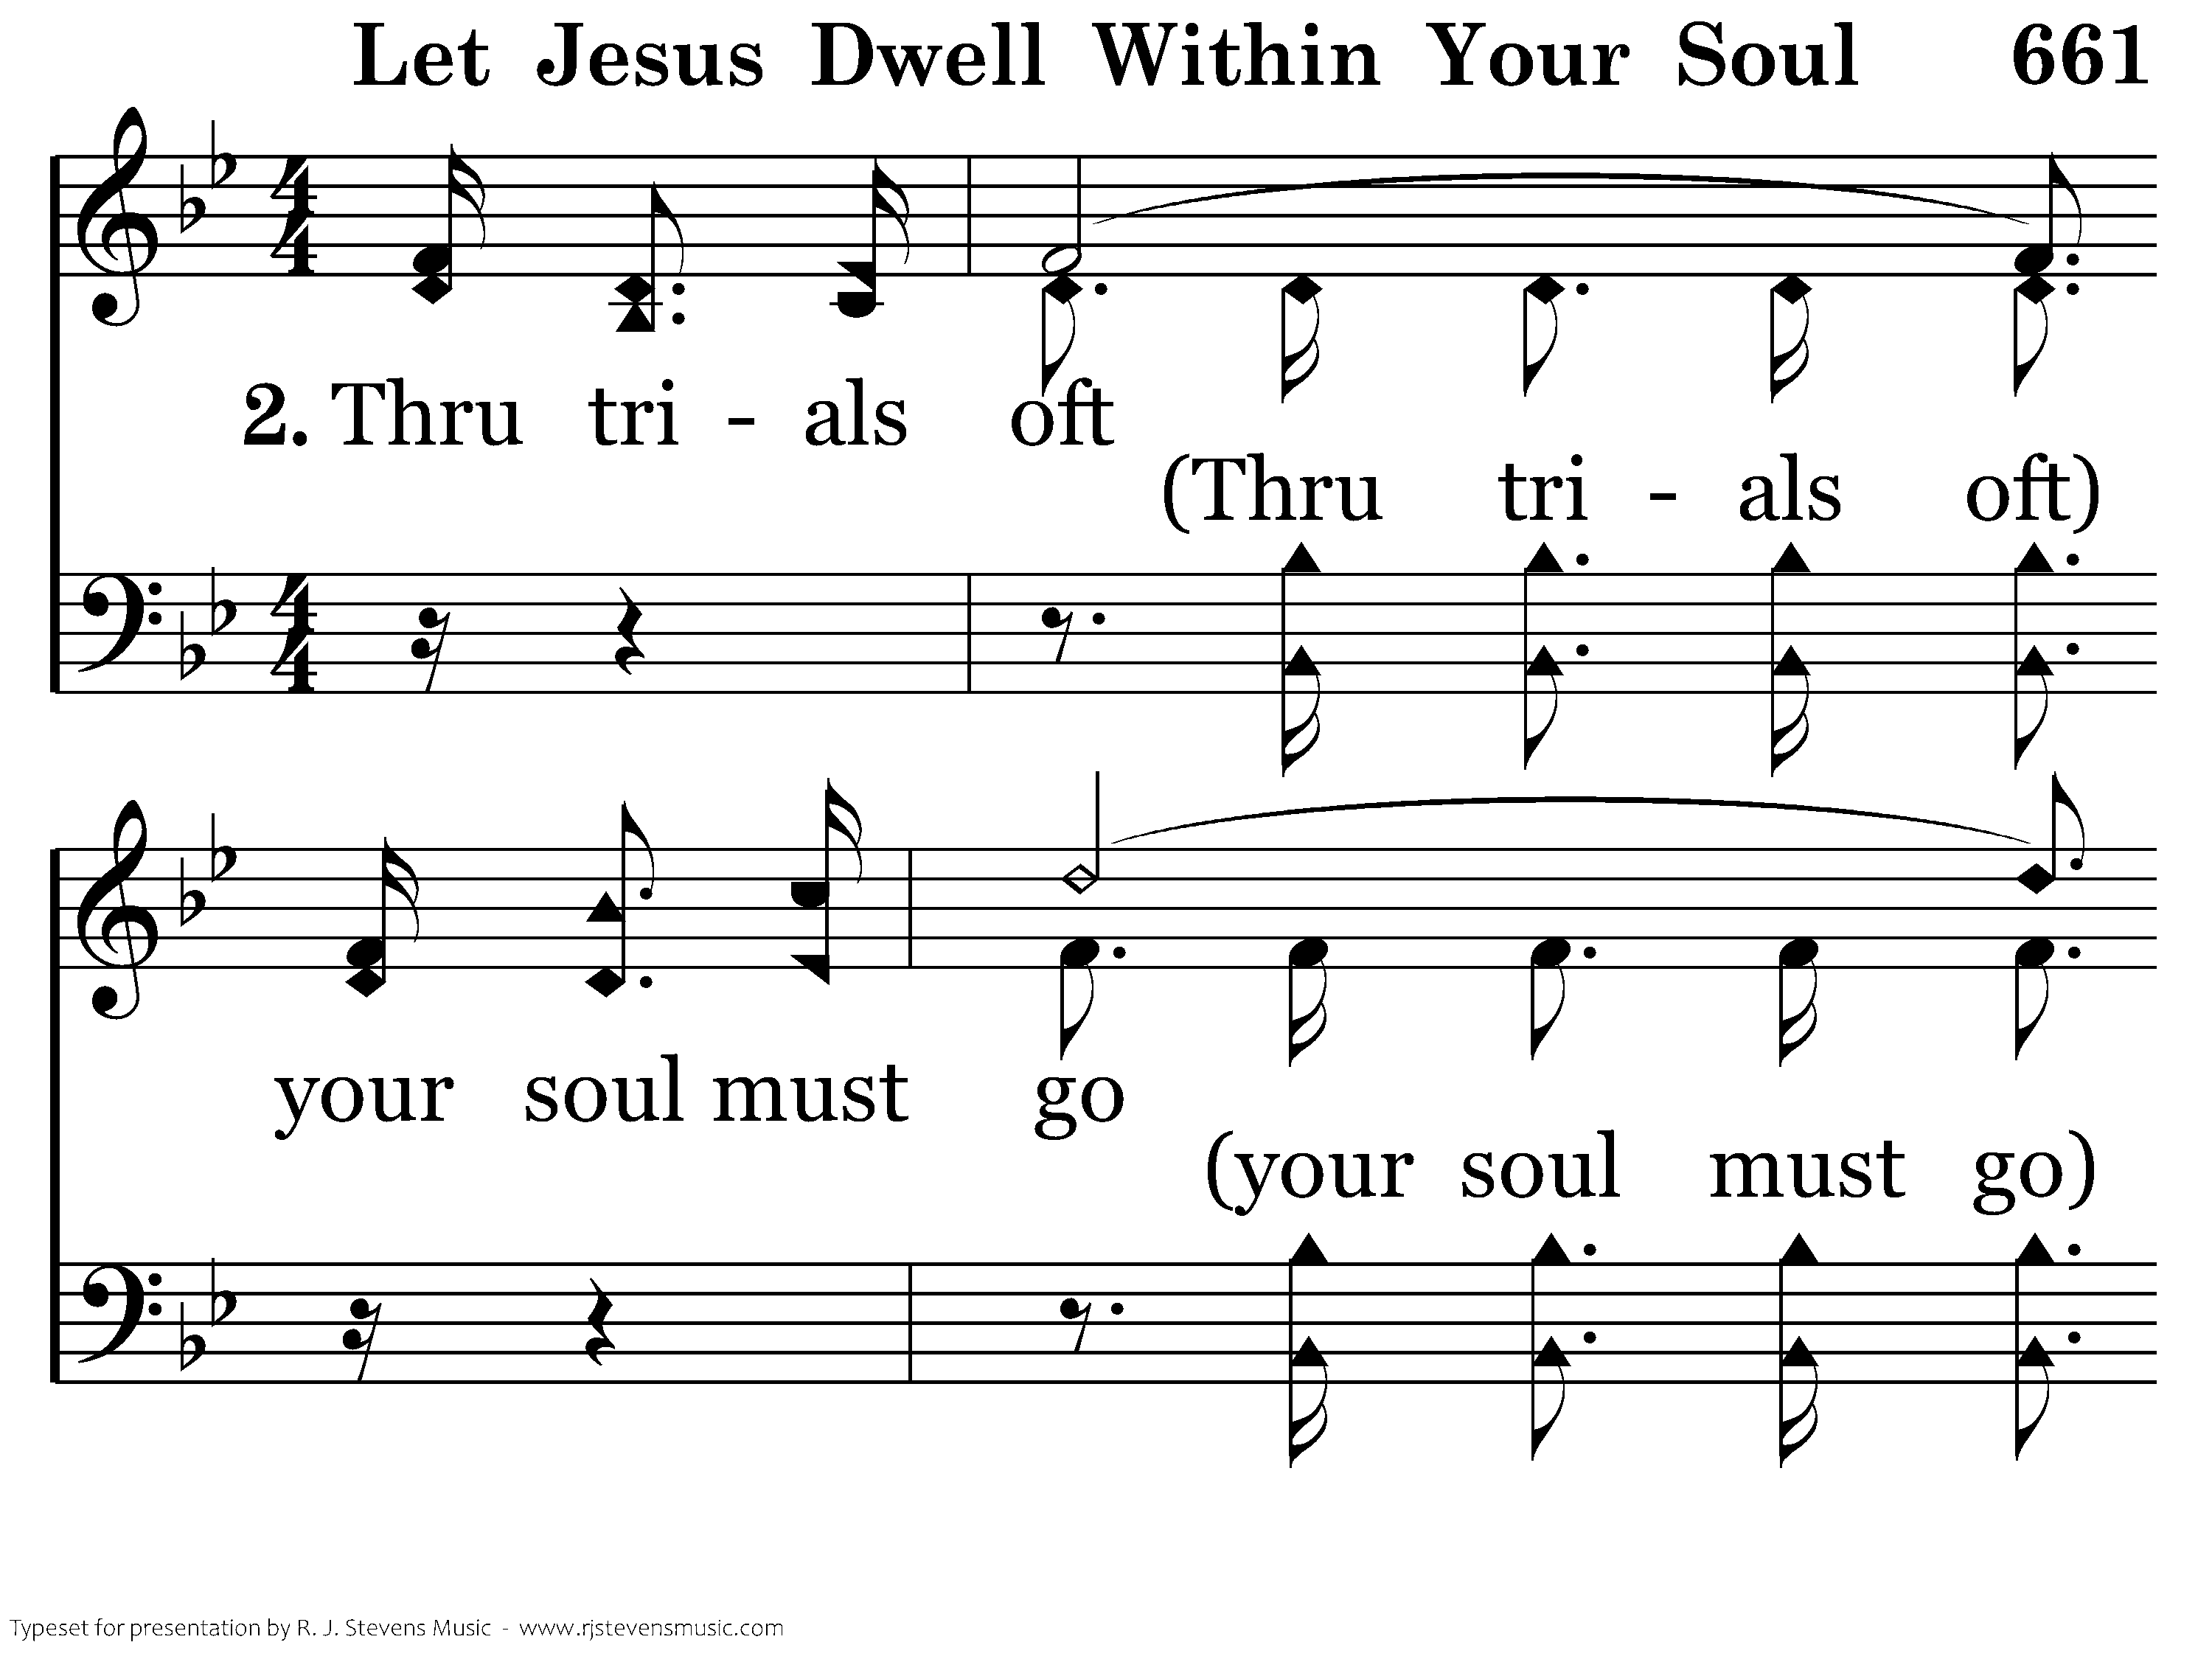 Let Jesus Dwell Within Your Soul 661
2. Thru tri - als oft
(Thru tri - als oft)
your soul must go
(your soul must go)
Typeset for presentation by R. J. Stevens Music - www.rjstevensmusic.com